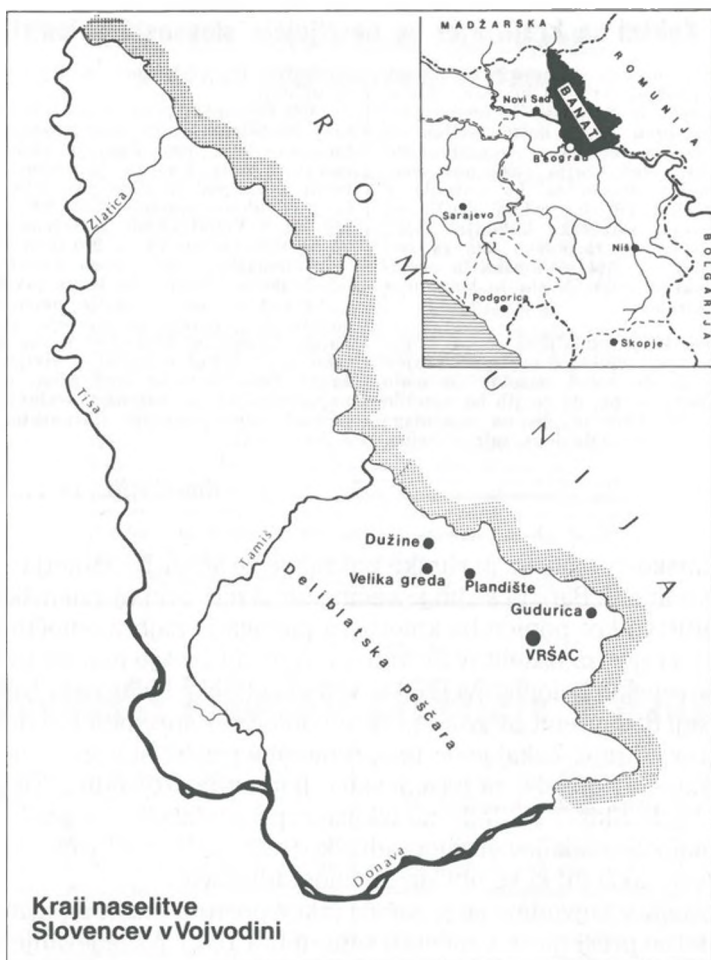 MADŽARSKA
ROMUNIJA
Novi Sad
BANAT
Beograd
Sarajevo
Niš
BOLGARIJA
Podgorica
Skopje
ROMUNIJA
Zlatica
Tisa
Tamiš
Dužine
Velika greda
Plandište
Gudurica
VRŠAC
Deliblatska peščara
Donava
Kraji naselitve
Slovencev v Vojvodini